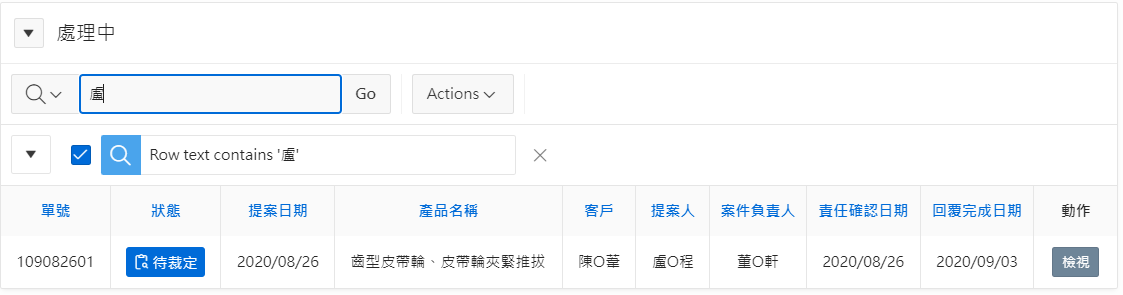 處理中
盧
Go
Actions
Row text contains '盧'
單號 狀態 提案日期 產品名稱 客戶 提案人 案件負責人 責任確認日期 回覆完成日期 動作
109082601 待裁定 2020/08/26 齒型皮帶輪、皮帶輪夾緊推拔 陳O華 盧O程 董O軒 2020/08/26 2020/09/03 檢視